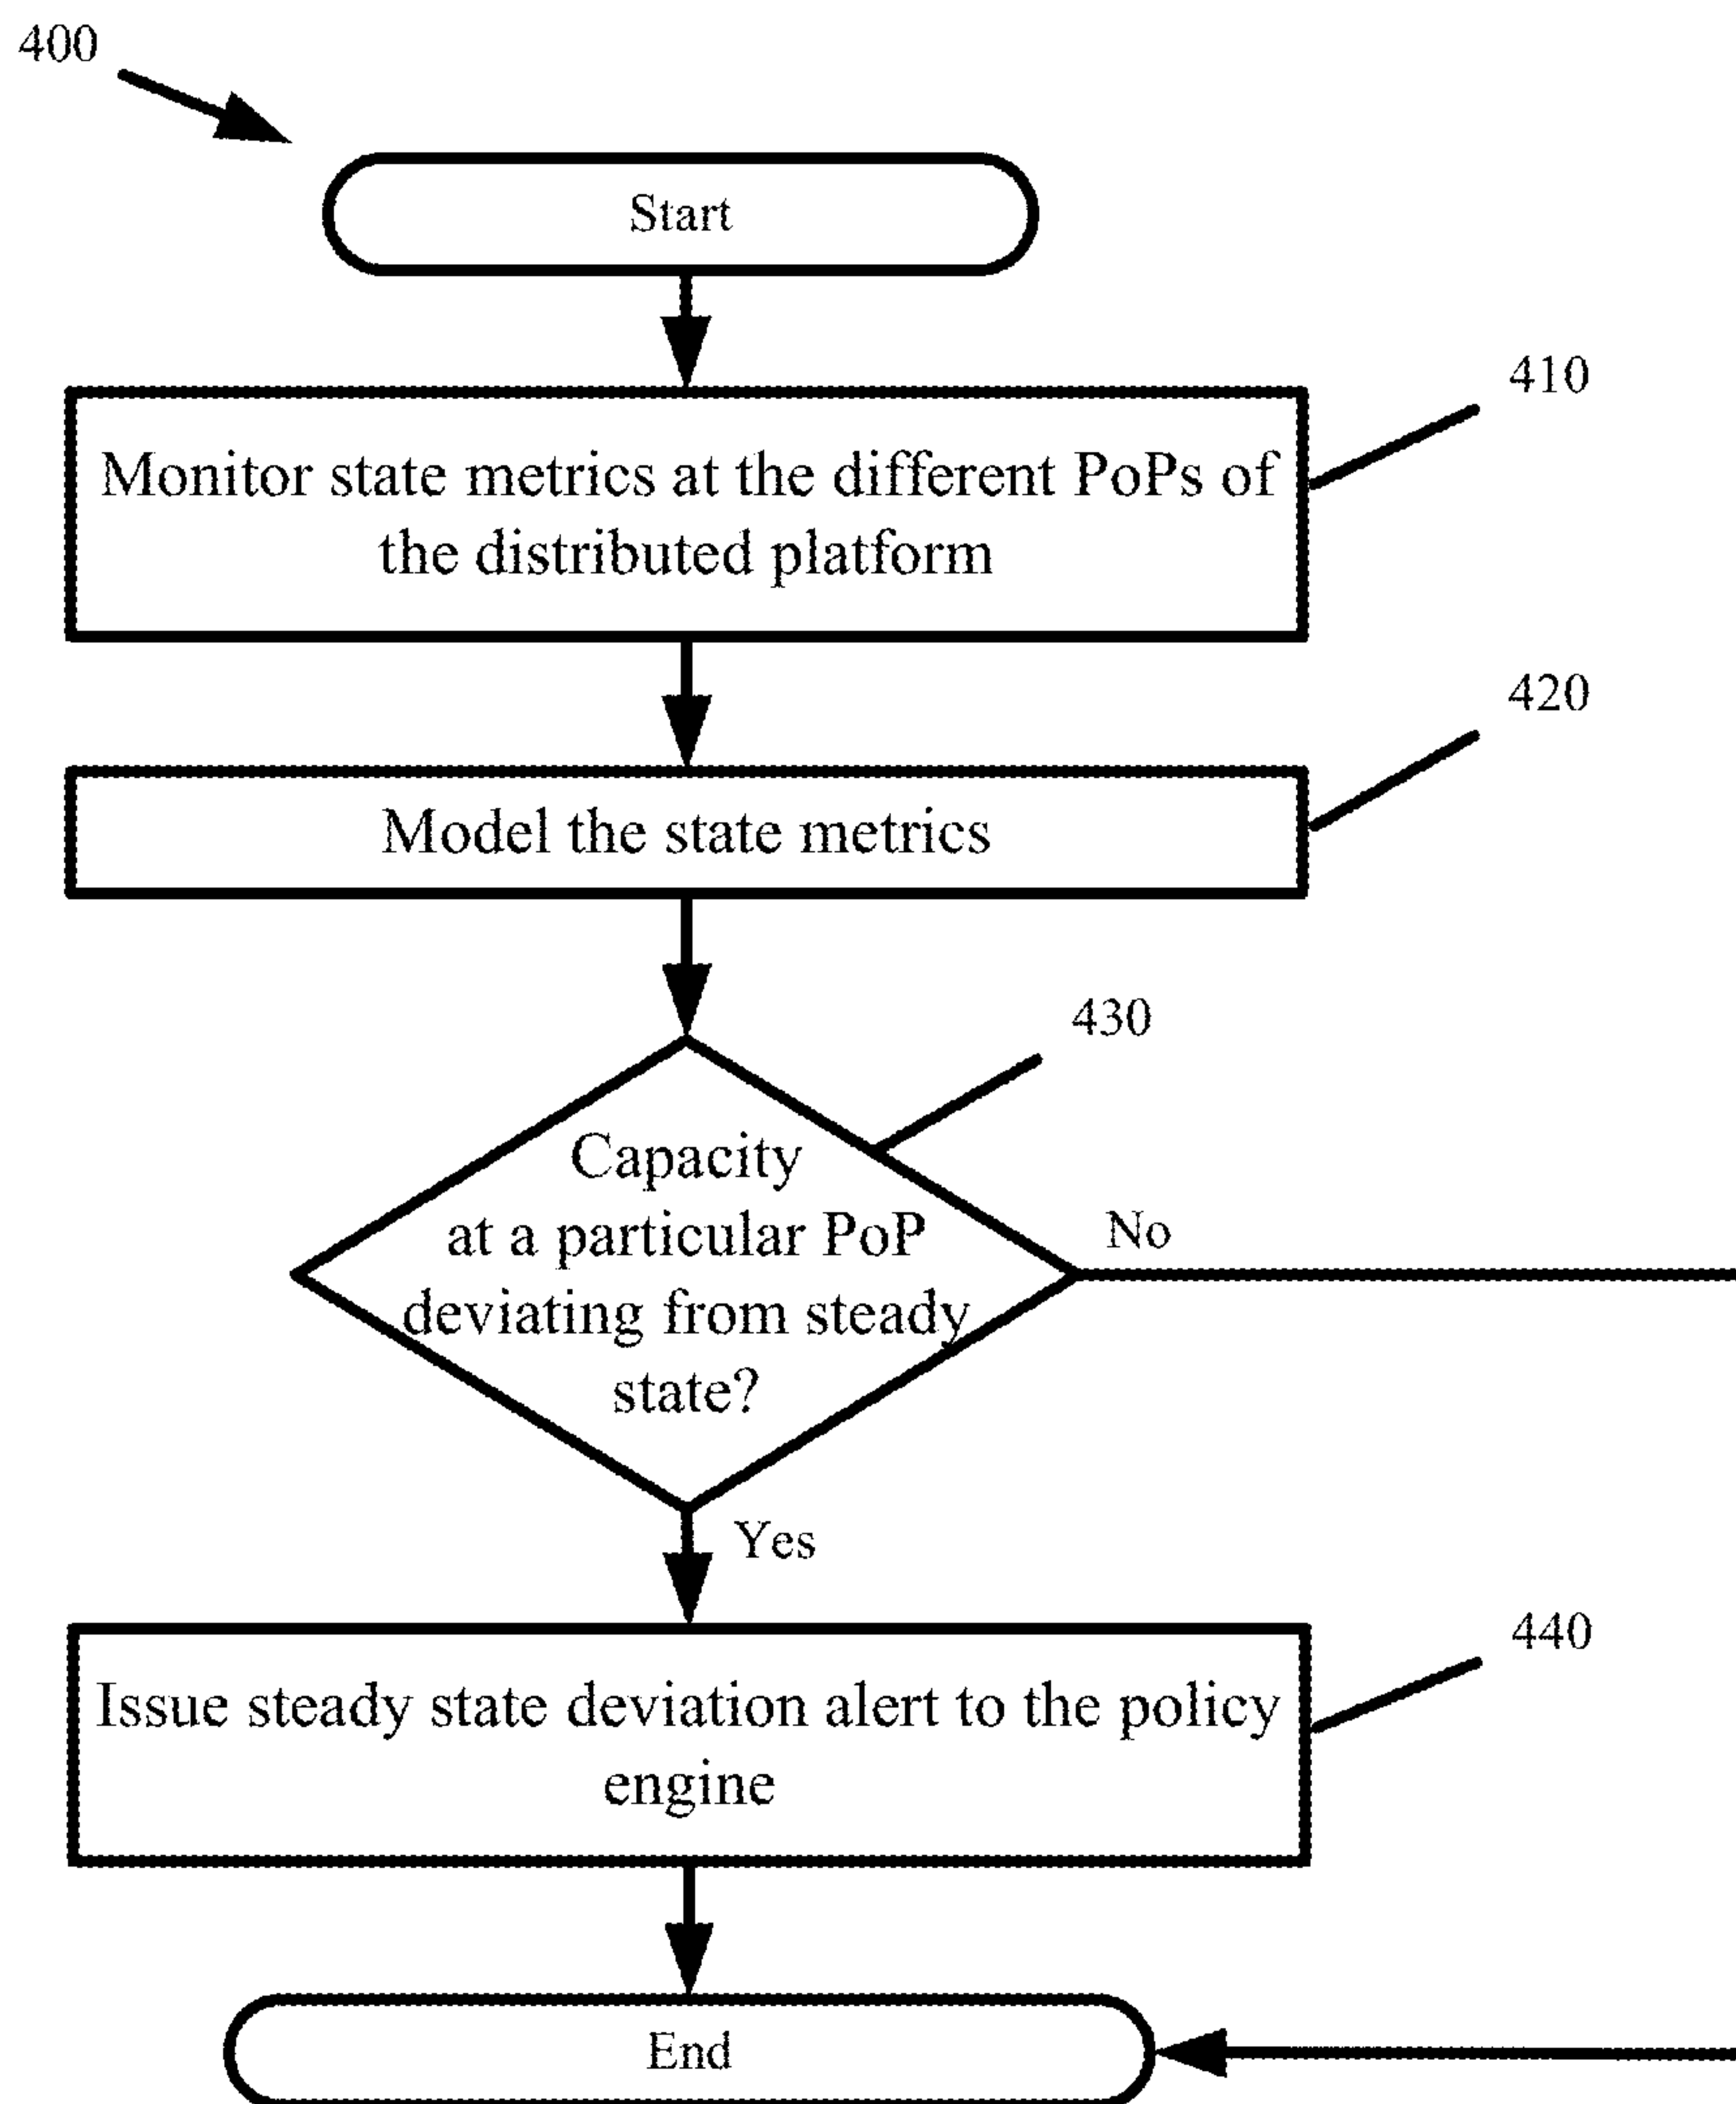 400
Start
410
Monitor state metrics at the different PoPs of
the distributed platform
420
Model the state metrics
430
Capacity
at a particular PoP
deviating from steady
state?
No
Yes
440
Issue steady state deviation alert to the policy
engine
End